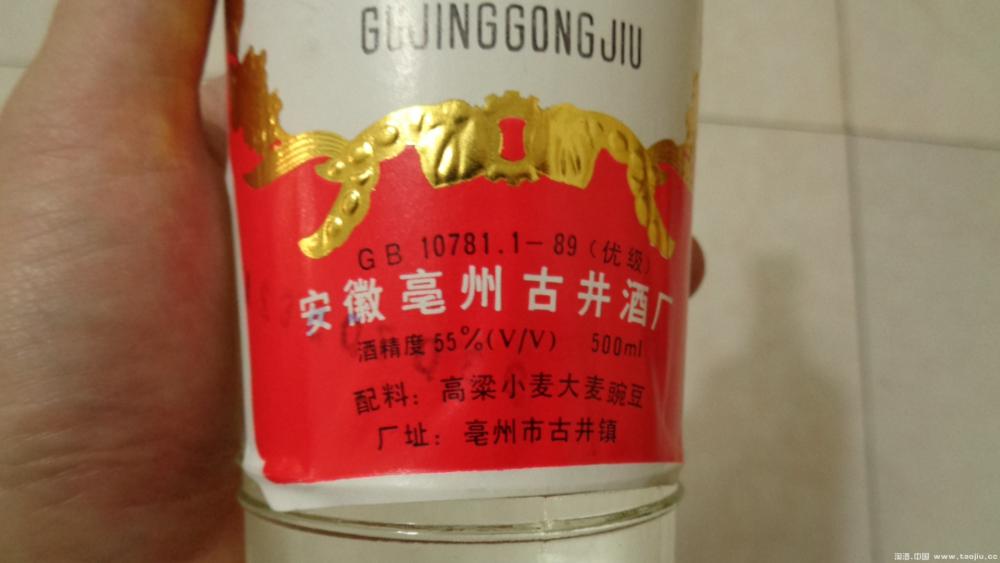 GUJINGGONGJIU
GB 10781.1-89(优级)
安徽亳州古井酒厂
酒精度55%(V/V) 500ml
配料：高粱小麦大麦豌豆
厂址：亳州市古井镇
淘酒.中国 www.taojiu.cc